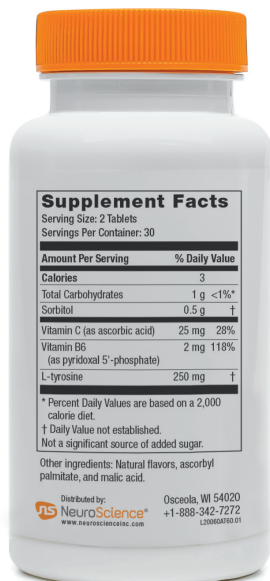 Supplement Facts
Serving Size: 2 Tablets
Servings Per Container: 30
Amount Per Serving % Daily Value
Calories 3
Total Carbohydrates 1 g <1%*
Sorbitol 0.5 g †
Vitamin C (as ascorbic acid) 25 mg 28%
Vitamin B6 2 mg 118%
(as pyridoxal 5'-phosphate)
L-tyrosine 250 mg †
* Percent Daily Values are based on a 2,000
calorie diet.
† Daily Value not established.
Not a significant source of added sugar.
Other ingredients: Natural flavors, ascorbyl
palmitate, and malic acid.
Distributed by:
ns NeuroScience®
www.neuroscienceinc.com
Osceola, WI 54020
+1-888-342-7272
L20060AT60.01